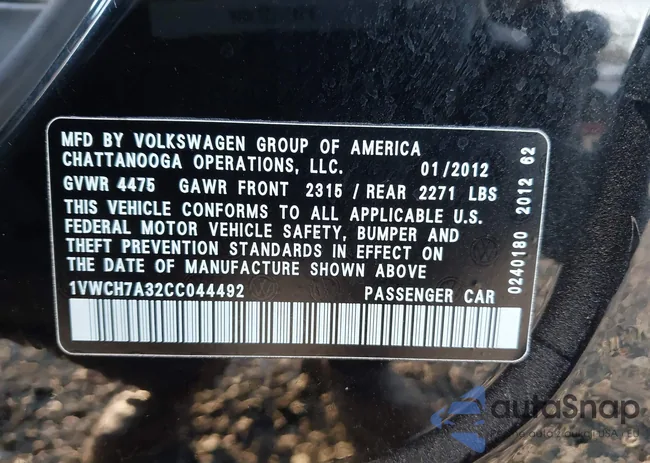 MFD BY VOLKSWAGEN GROUP OF AMERICA
CHATTANOOGA OPERATIONS, LLC. 01/2012
GVWR 4475 GAWR FRONT 2315 / REAR 2271 LBS
THIS VEHICLE CONFORMS TO ALL APPLICABLE U.S.
FEDERAL MOTOR VEHICLE SAFETY, BUMPER AND
THEFT PREVENTION STANDARDS IN EFFECT ON
THE DATE OF MANUFACTURE SHOWN ABOVE
1VWCH7A32CC044492 PASSENGER CAR
0240180 2012 62
autoSnap